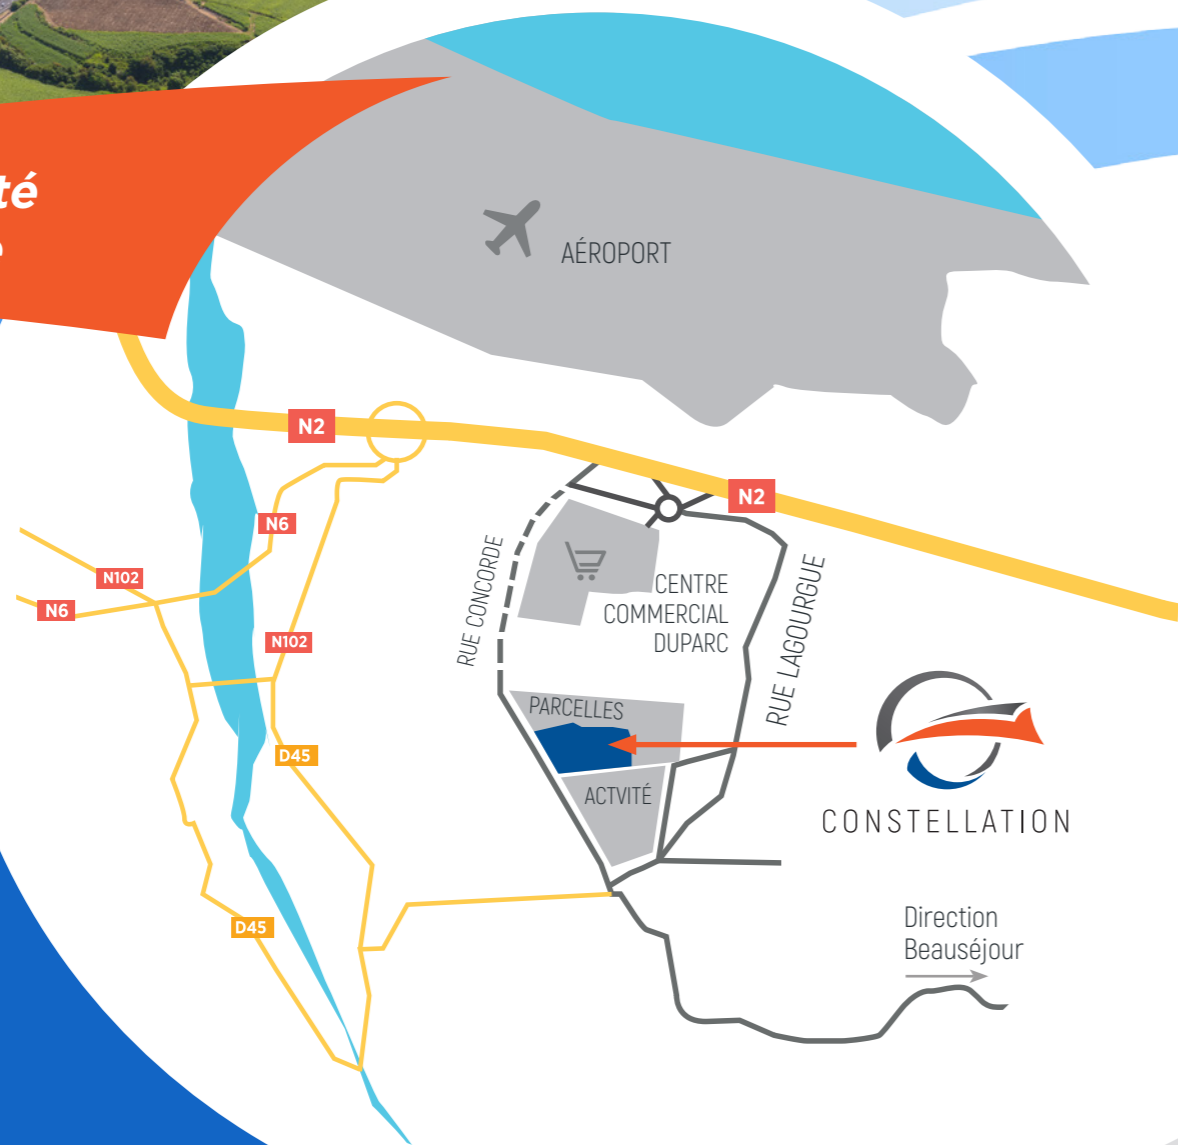 té
AÉROPORT
N2
N2
N6
N102
N6
N102
RUE CONCORDE
CENTRE
COMMERCIAL
DUPARC
RUE LAGOURGUE
PARCELLES
D45
ACTVITÉ
CONSTELLATION
D45
Direction
Beauséjour